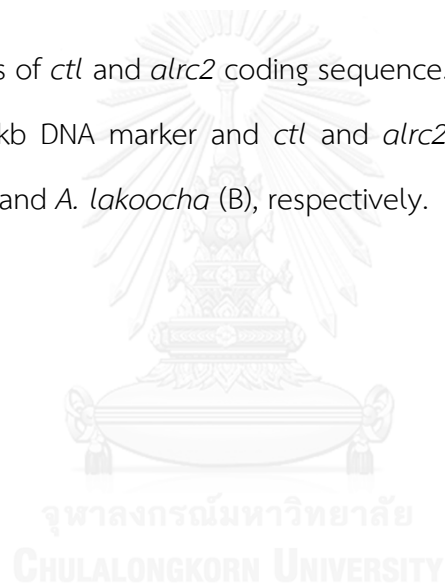 s of ctl and alrc2 coding sequence.
kb DNA marker and ctl and alrc2
and A. lakoocha (B), respectively.
จุฬาลงกรณ์มหาวิทยาลัย
CHULALONGKORN UNIVERSITY